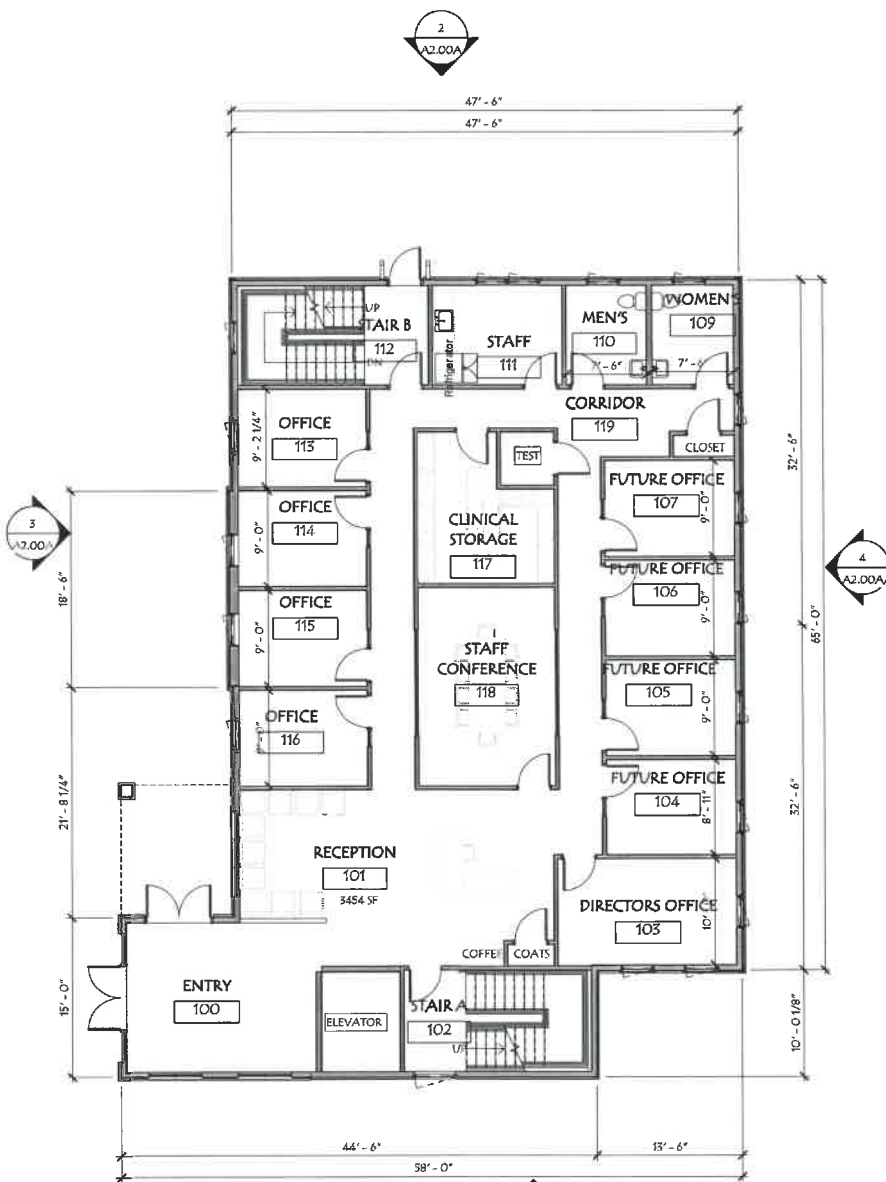 2
A2.00A
47' - 6"
47' - 6"
UP
STAIR B
112
DN
Refrigerator
STAFF
111
MEN'S
110
7' - 6"
WOMEN'S
109
7' - 6"
CORRIDOR
119
CLOSET
OFFICE
113
9' - 2 1/4"
TEST
32' - 6"
65' - 0"
FUTURE OFFICE
107
9' - 0"
3
A2.00A
18' - 6"
OFFICE
114
9' - 0"
CLINICAL
STORAGE
117
FUTURE OFFICE
106
9' - 0"
4
A2.00A
OFFICE
115
9' - 0"
STAFF
CONFERENCE
118
FUTURE OFFICE
105
9' - 0"
OFFICE
116
9' - 0"
21' - 8 1/4"
FUTURE OFFICE
104
8' - 11"
32' - 6"
RECEPTION
101
3454 SF
DIRECTORS OFFICE
103
10'
COFFEE
COATS
ENTRY
100
15' - 0"
ELEVATOR
STAIR A
102
UP
10' - 0 1/8"
44' - 6"
13' - 6"
58' - 0"